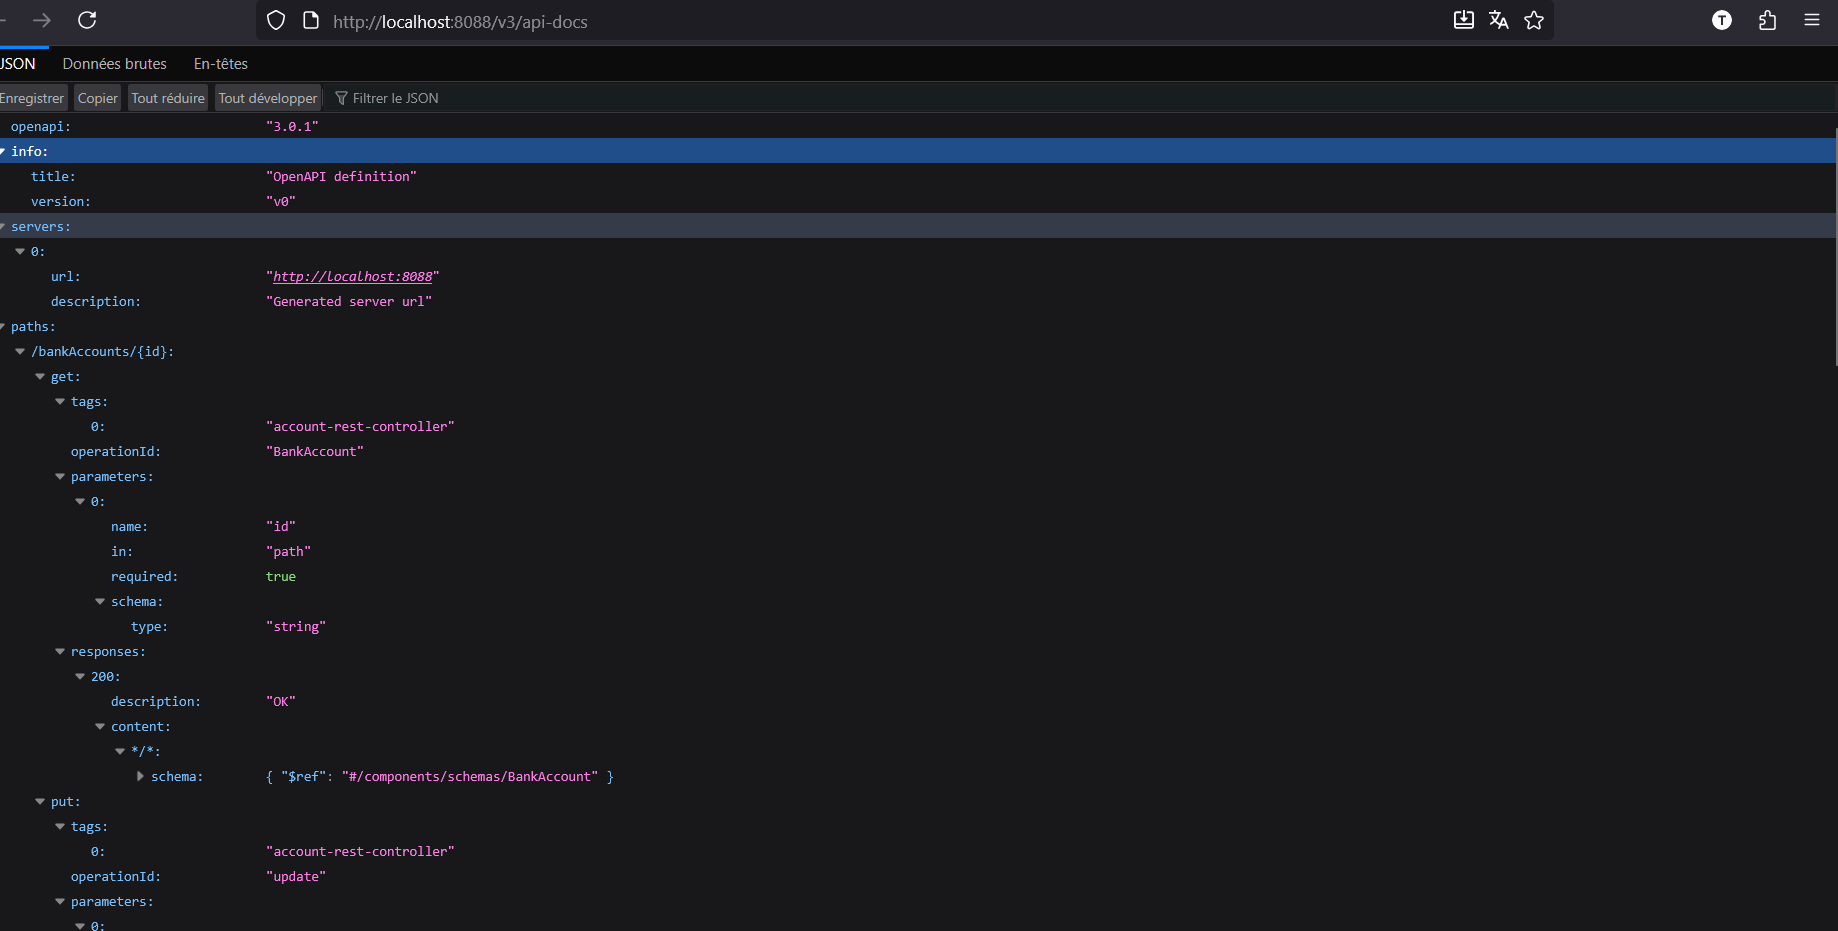 http://localhost:8088/v3/api-docs
T
JSON Données brutes En-têtes
Enregistrer Copier Tout réduire Tout développer Filtrer le JSON
openapi: "3.0.1"
info:
title: "OpenAPI definition"
version: "v0"
servers:
0:
url: "http://localhost:8088"
description: "Generated server url"
paths:
/bankAccounts/{id}:
get:
tags:
0: "account-rest-controller"
operationId: "BankAccount"
parameters:
0:
name: "id"
in: "path"
required: true
schema:
type: "string"
responses:
200:
description: "OK"
content:
*/*:
schema: { "$ref": "#/components/schemas/BankAccount" }
put:
tags:
0: "account-rest-controller"
operationId: "update"
parameters:
0: